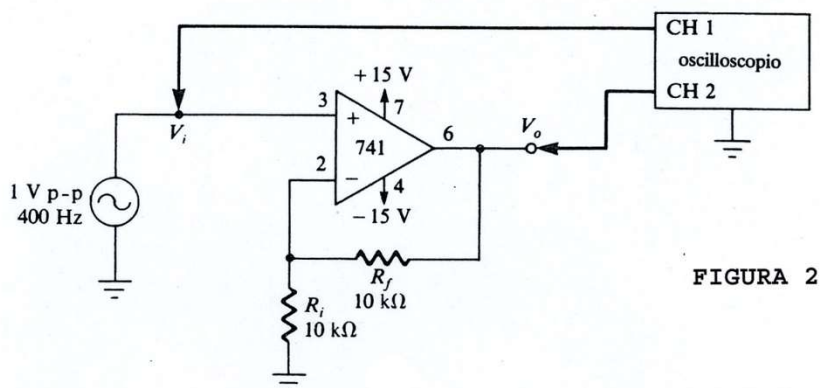 CH 1
oscilloscopio
CH 2
+15 V
3
7
+
6
V_o
V_i
741
2
−
4
−15 V
1 V p-p
400 Hz
R_f
10 kΩ
R_i
10 kΩ
FIGURA 2